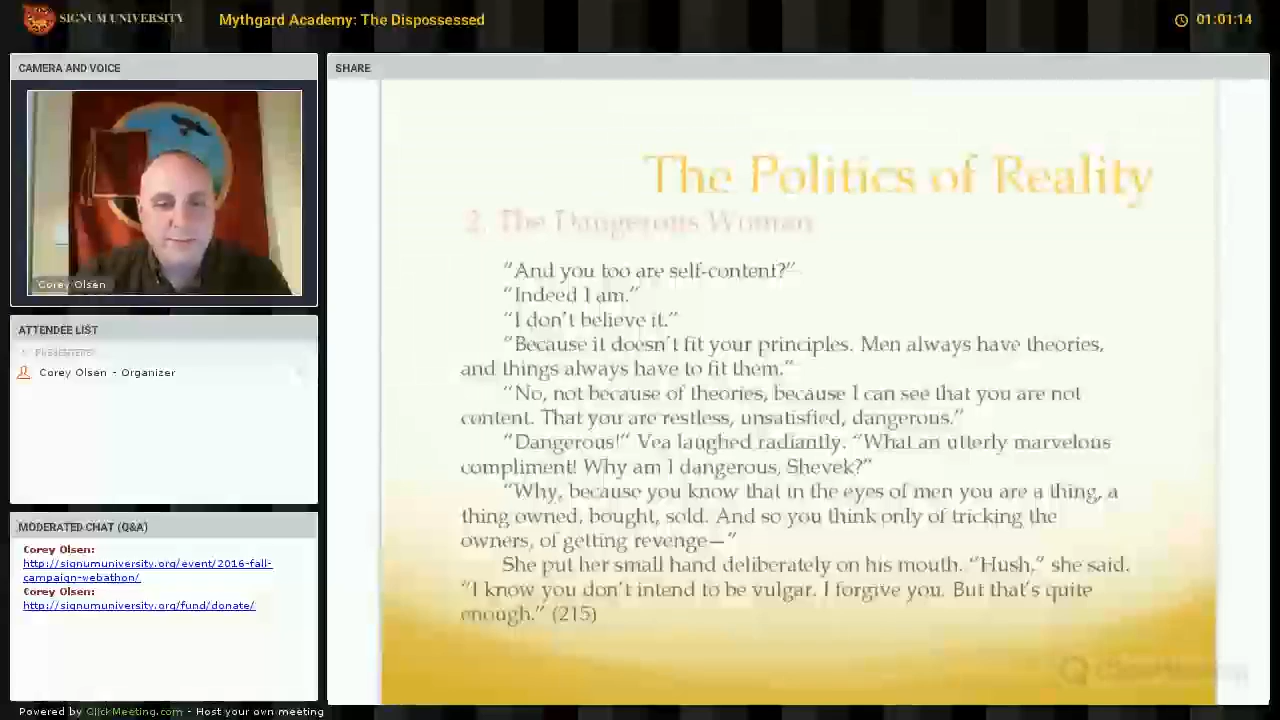 SIGNUM UNIVERSITY
Mythgard Academy: The Dispossessed
01:01:14
CAMERA AND VOICE
Corey Olsen
ATTENDEE LIST
Corey Olsen - Organizer
MODERATED CHAT (Q&A)
Corey Olsen:
http://signumuniversity.org/event/2016-fall-
campaign-webathon/
Corey Olsen:
http://signumuniversity.org/fund/donate/
Powered by ClickMeeting.com - Host your own meeting
SHARE
The Politics of Reality
2. The Dangerous Woman
“And you too are self-content?”
“Indeed I am.”
“I don’t believe it.”
“Because it doesn’t fit your principles. Men always have theories,
and things always have to fit them.”
“No, not because of theories, because I can see that you are not
content. That you are restless, unsatisfied, dangerous.”
“Dangerous!” Vea laughed radiantly. “What an utterly marvelous
compliment! Why am I dangerous, Shevek?”
“Why, because you know that in the eyes of men you are a thing, a
thing owned, bought, sold. And so you think only of tricking the
owners, of getting revenge—”
She put her small hand deliberately on his mouth. “Hush,” she said.
“I know you don’t intend to be vulgar. I forgive you. But that’s quite
enough.” (215)